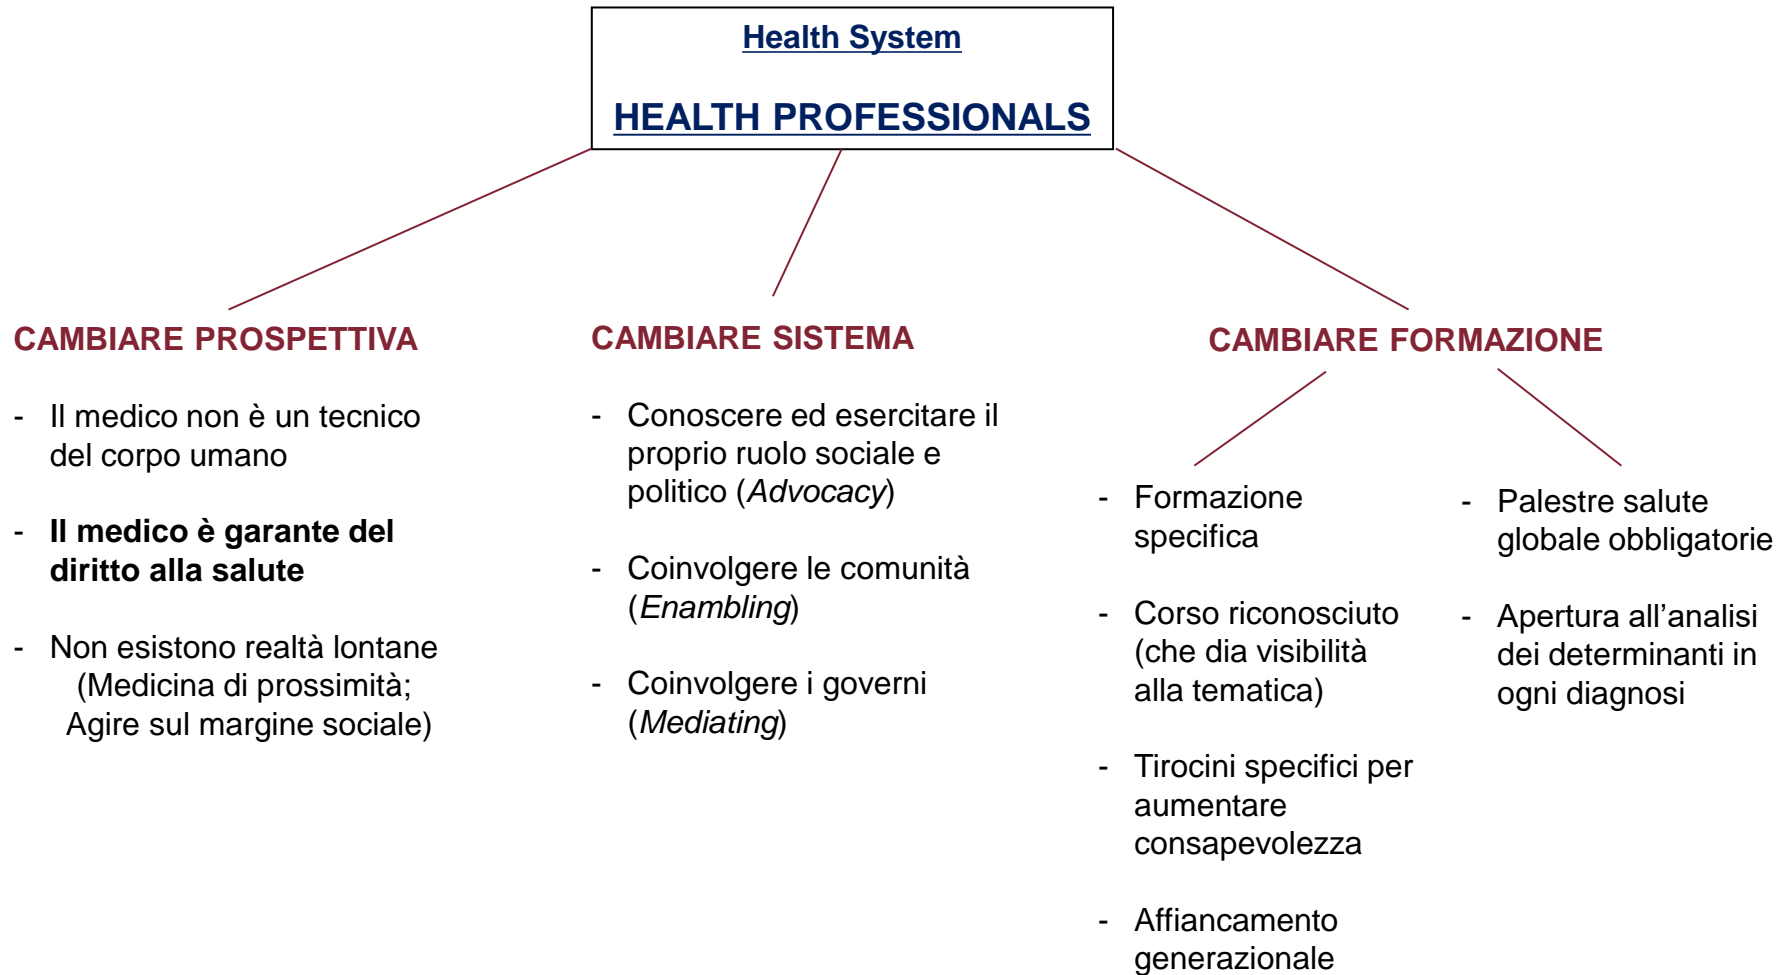 Health System
HEALTH PROFESSIONALS
CAMBIARE PROSPETTIVA
- Il medico non è un tecnico
del corpo umano
- Il medico è garante del
diritto alla salute
- Non esistono realtà lontane
(Medicina di prossimità;
Agire sul margine sociale)
CAMBIARE SISTEMA
- Conoscere ed esercitare il
proprio ruolo sociale e
politico (Advocacy)
- Coinvolgere le comunità
(Enambling)
- Coinvolgere i governi
(Mediating)
CAMBIARE FORMAZIONE
- Formazione
specifica
- Corso riconosciuto
(che dia visibilità
alla tematica)
- Tirocini specifici per
aumentare
consapevolezza
- Affiancamento
generazionale
- Palestre salute
globale obbligatorie
- Apertura all’analisi
dei determinanti in
ogni diagnosi